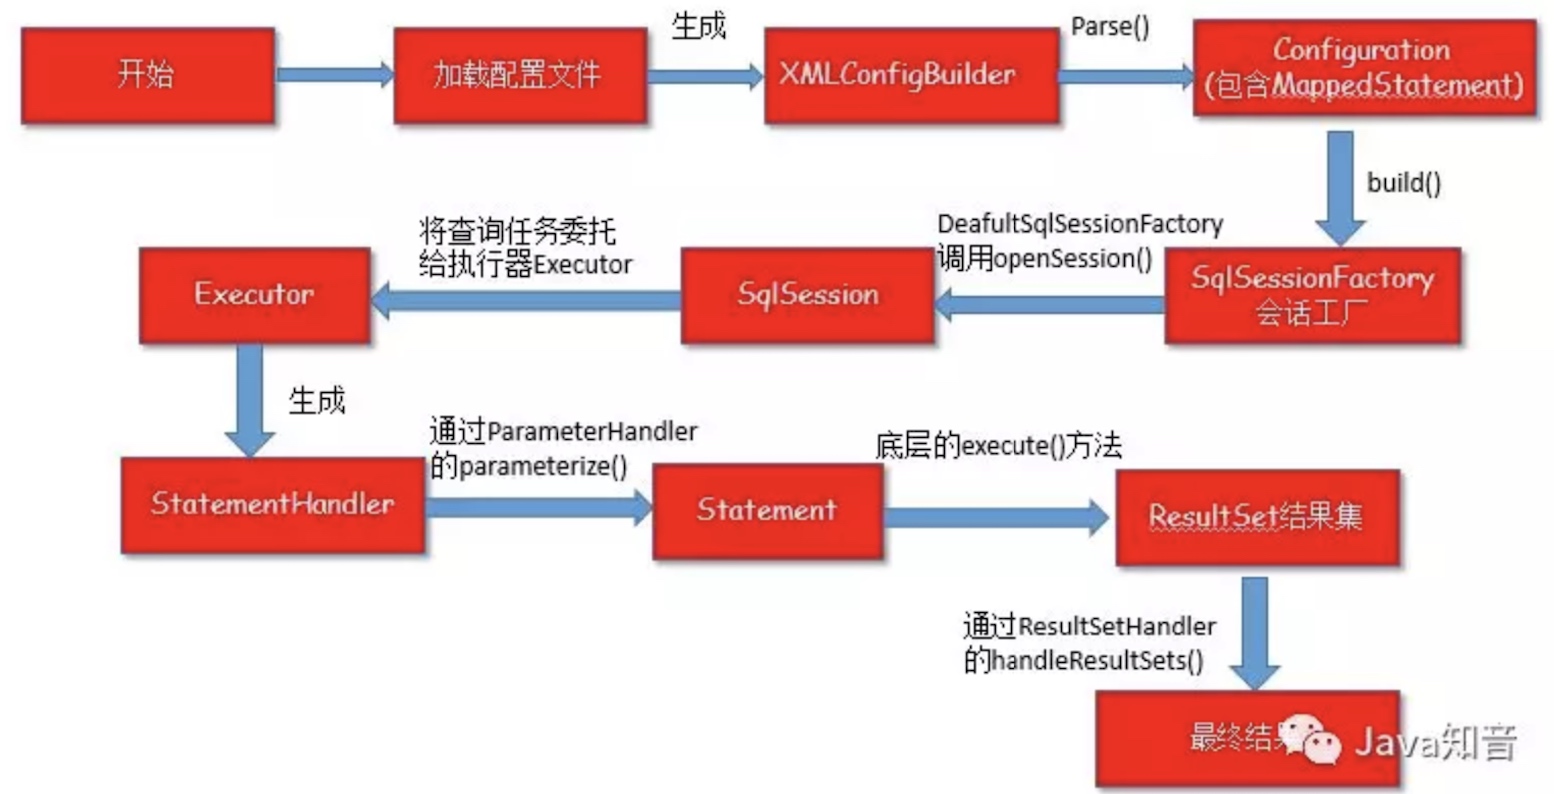 开始
加载配置文件
生成
XMLConfigBuilder
Parse()
Configuration
(包含MappedStatement)
build()
SqlSessionFactory
会话工厂
DeafultSqlSessionFactory
调用openSession()
SqlSession
将查询任务委托
给执行器Executor
Executor
生成
StatementHandler
通过ParameterHandler
的parameterize()
Statement
底层的execute()方法
ResultSet结果集
通过ResultSetHandler
的handleResultSets()
最终结果
Java知音